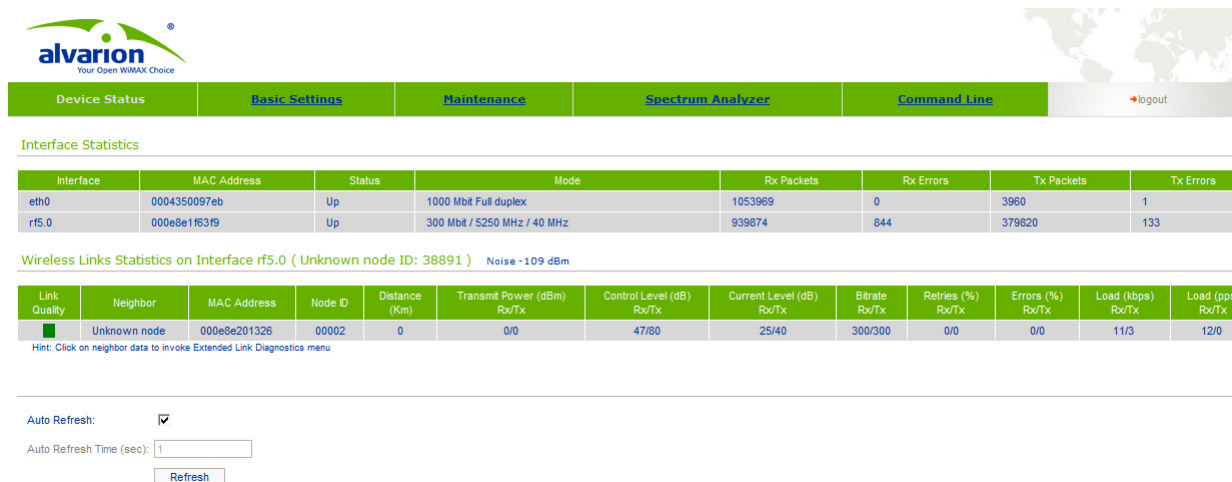 ®
alvarion
Your Open WiMAX Choice
Device Status Basic Settings Maintenance Spectrum Analyzer Command Line logout
Interface Statistics
Interface MAC Address Status Mode Rx Packets Rx Errors Tx Packets Tx Errors
eth0 0004350097eb Up 1000 Mbit Full duplex 1053969 0 3960 1
rf5.0 000e8e1f63f9 Up 300 Mbit / 5250 MHz / 40 MHz 939874 844 379820 133
Wireless Links Statistics on Interface rf5.0 ( Unknown node ID: 38891 ) Noise -109 dBm
Link Quality Neighbor MAC Address Node ID Distance (Km) Transmit Power (dBm) Rx/Tx Control Level (dB) Rx/Tx Current Level (dB) Rx/Tx Bitrate Rx/Tx Retries (%) Rx/Tx Errors (%) Rx/Tx Load (kbps) Rx/Tx Load (pps Rx/Tx
Unknown node 000e8e201326 00002 0 0/0 47/80 25/40 300/300 0/0 0/0 11/3 12/0
Hint: Click on neighbor data to invoke Extended Link Diagnostics menu
Auto Refresh:
Auto Refresh Time (sec): 1
Refresh